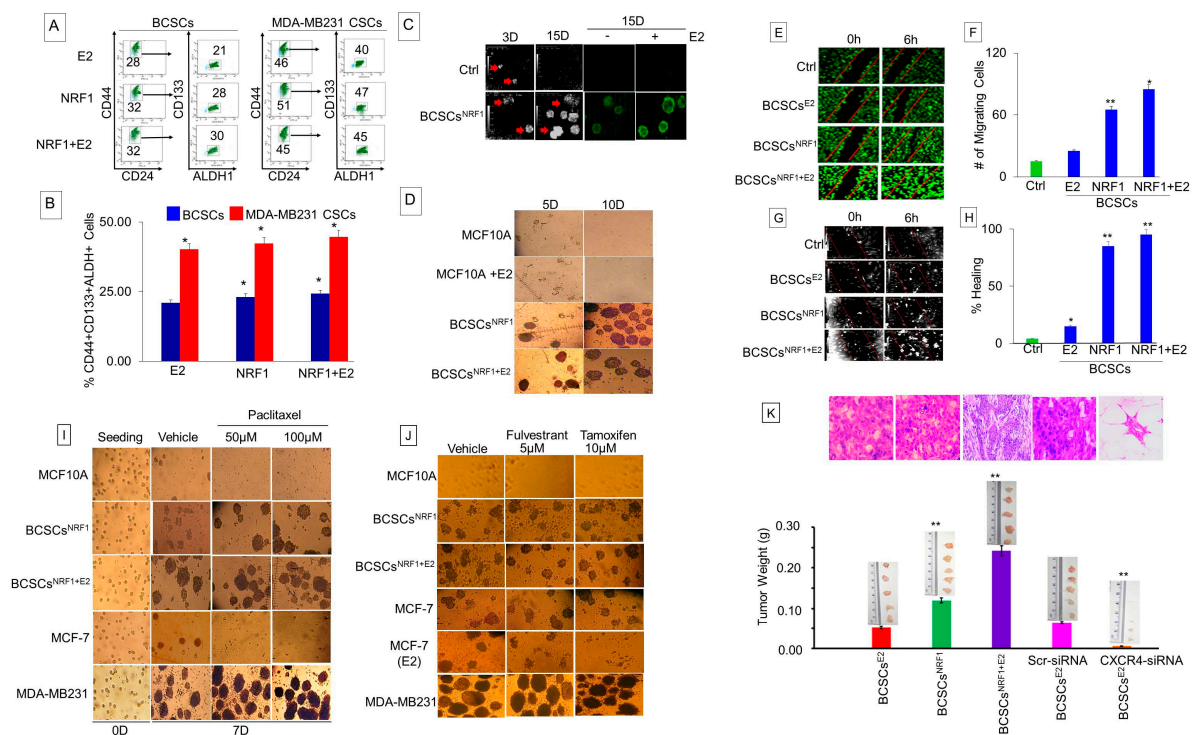 A
BCSCs
MDA-MB231 CSCs
E2
28
21
46
40
NRF1
32
28
51
47
NRF1+E2
32
30
45
45
CD44
CD133
CD44
CD133
CD24
ALDH1
CD24
ALDH1
B
BCSCs
MDA-MB231 CSCs
% CD44+CD133+ALDH+ Cells
50.00
25.00
0.00
*
*
*
*
*
E2
NRF1
NRF1+E2
C
15D
3D
15D
-
+
E2
Ctrl
BCSCsNRF1
D
5D
10D
MCF10A
MCF10A +E2
BCSCsNRF1
BCSCsNRF1+E2
E
0h
6h
Ctrl
BCSCsE2
BCSCsNRF1
BCSCsNRF1+E2
F
# of Migrating Cells
120
60
0
**
*
Ctrl
E2
NRF1
NRF1+E2
BCSCs
G
0h
6h
Ctrl
BCSCsE2
BCSCsNRF1
BCSCsNRF1+E2
H
% Healing
100
50
0
*
**
**
Ctrl
E2
NRF1
NRF1+E2
BCSCs
I
Paclitaxel
Seeding
Vehicle
50µM
100µM
MCF10A
BCSCsNRF1
BCSCsNRF1+E2
MCF-7
MDA-MB231
0D
7D
J
Vehicle
Fulvestrant
5µM
Tamoxifen
10µM
MCF10A
BCSCsNRF1
BCSCsNRF1+E2
MCF-7
MCF-7
(E2)
MDA-MB231
K
Tumor Weight (g)
0.30
0.20
0.10
0.00
**
**
**
BCSCsE2
BCSCsNRF1
BCSCsNRF1+E2
Scr-siRNA
BCSCsE2
CXCR4-siRNA
BCSCsE2